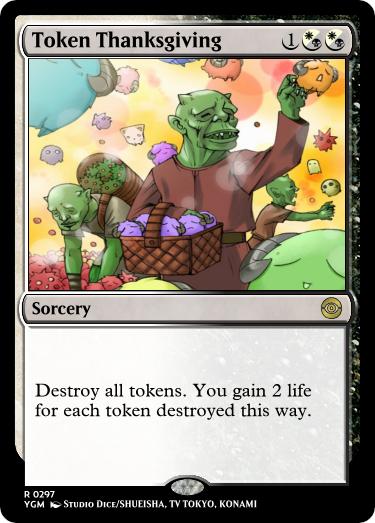 Token Thanksgiving 1
Sorcery
Destroy all tokens. You gain 2 life
for each token destroyed this way.
R 0297
YGM Studio Dice/SHUEISHA, TV TOKYO, KONAMI